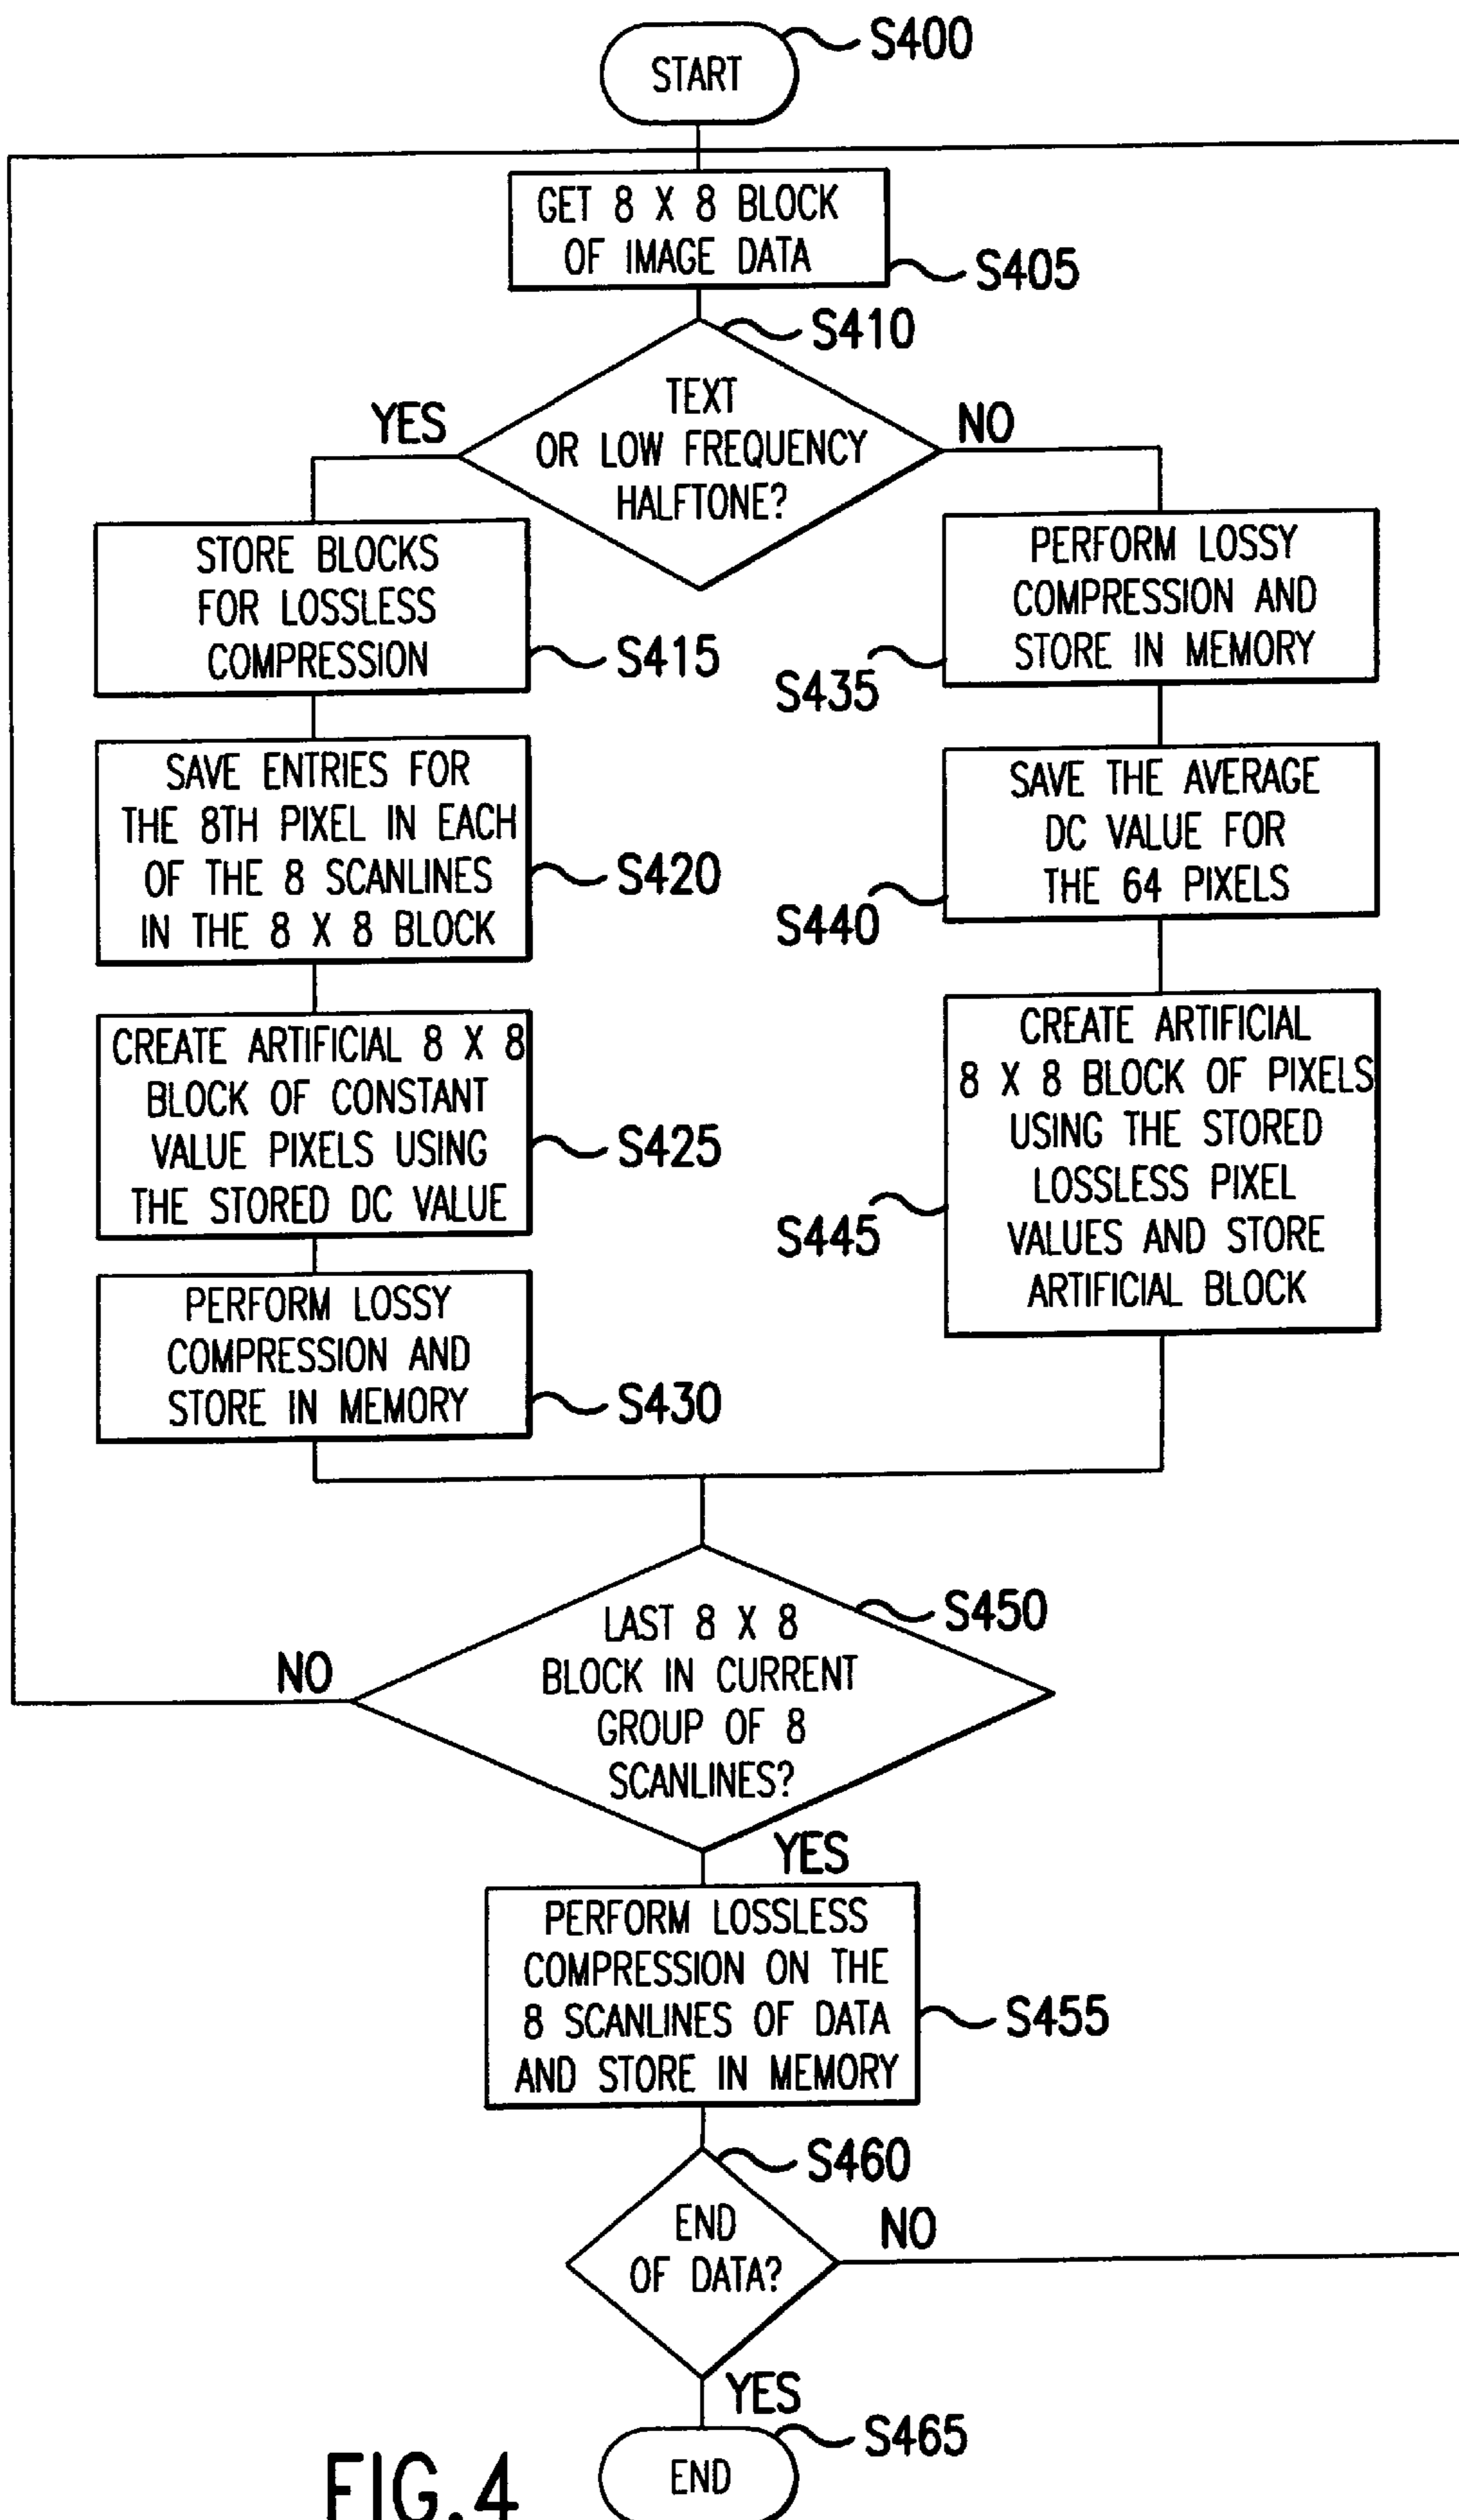 S400
START
GET 8 X 8 BLOCK
OF IMAGE DATA
S405
S410
TEXT
OR LOW FREQUENCY
HALFTONE?
YES
NO
STORE BLOCKS
FOR LOSSLESS
COMPRESSION
S415
PERFORM LOSSY
COMPRESSION AND
STORE IN MEMORY
S435
SAVE ENTRIES FOR
THE 8TH PIXEL IN EACH
OF THE 8 SCANLINES
IN THE 8 X 8 BLOCK
S420
SAVE THE AVERAGE
DC VALUE FOR
THE 64 PIXELS
S440
CREATE ARTIFICIAL 8 X 8
BLOCK OF CONSTANT
VALUE PIXELS USING
THE STORED DC VALUE
S425
CREATE ARTIFICIAL
8 X 8 BLOCK OF PIXELS
USING THE STORED
LOSSLESS PIXEL
VALUES AND STORE
ARTIFICIAL BLOCK
S445
PERFORM LOSSY
COMPRESSION AND
STORE IN MEMORY
S430
S450
LAST 8 X 8
BLOCK IN CURRENT
GROUP OF 8
SCANLINES?
NO
YES
PERFORM LOSSLESS
COMPRESSION ON THE
8 SCANLINES OF DATA
AND STORE IN MEMORY
S455
S460
END
OF DATA?
NO
YES
S465
END
FIG.4